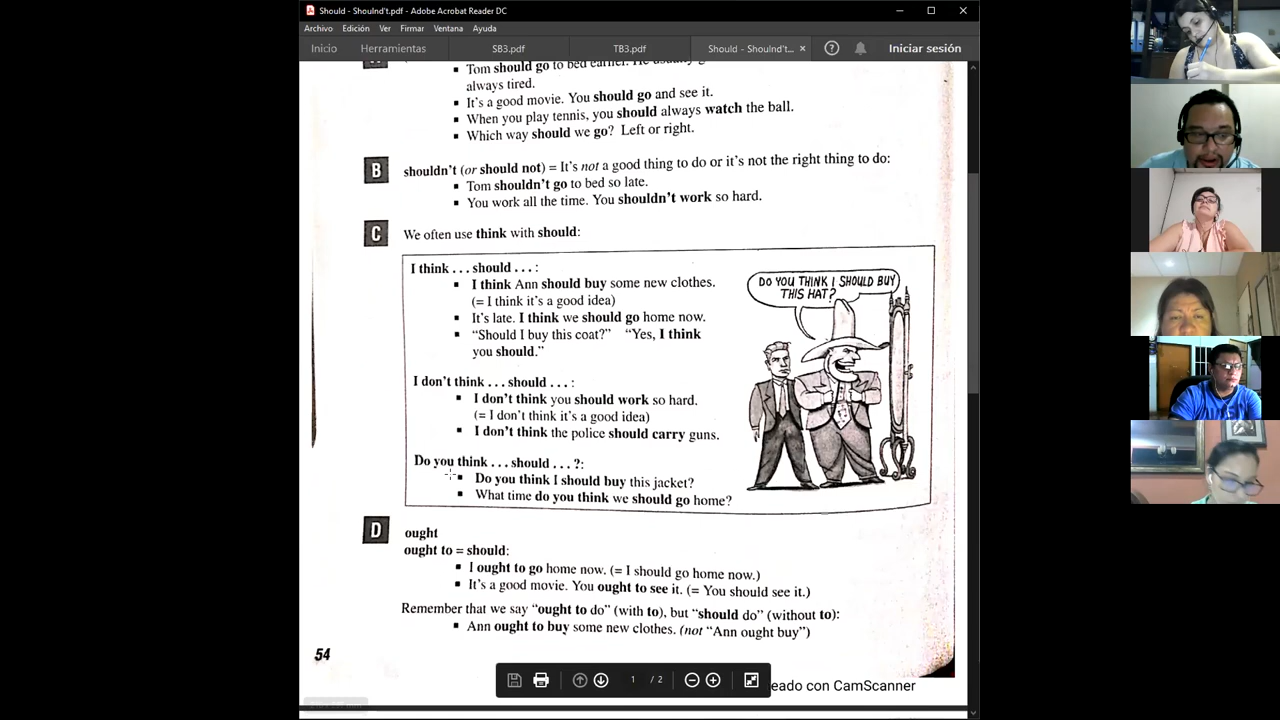 Should - Shoulnd't.pdf - Adobe Acrobat Reader DC
Archivo Edición Ver Firmar Ventana Ayuda
Inicio Herramientas SB3.pdf TB3.pdf Should - Shoulnd't... × Iniciar sesión
Tom should go to bed earlier. He usually
always tired.
It's a good movie. You should go and see it.
When you play tennis, you should always watch the ball.
Which way should we go? Left or right.
B shouldn't (or should not) = It's not a good thing to do or it's not the right thing to do:
Tom shouldn't go to bed so late.
You work all the time. You shouldn't work so hard.
C We often use think with should:
I think . . . should . . . :
I think Ann should buy some new clothes.
(= I think it's a good idea)
It's late. I think we should go home now.
"Should I buy this coat?" "Yes, I think
you should."
I don't think . . . should . . . :
I don't think you should work so hard.
(= I don't think it's a good idea)
I don't think the police should carry guns.
Do you think . . . should . . . ?:
Do you think I should buy this jacket?
What time do you think we should go home?
DO YOU THINK I SHOULD BUY
THIS HAT?
D ought
ought to = should:
I ought to go home now. (= I should go home now.)
It's a good movie. You ought to see it. (= You should see it.)
Remember that we say "ought to do" (with to), but "should do" (without to):
Ann ought to buy some new clothes. (not "Ann ought buy")
54
1 / 2
eado con CamScanner